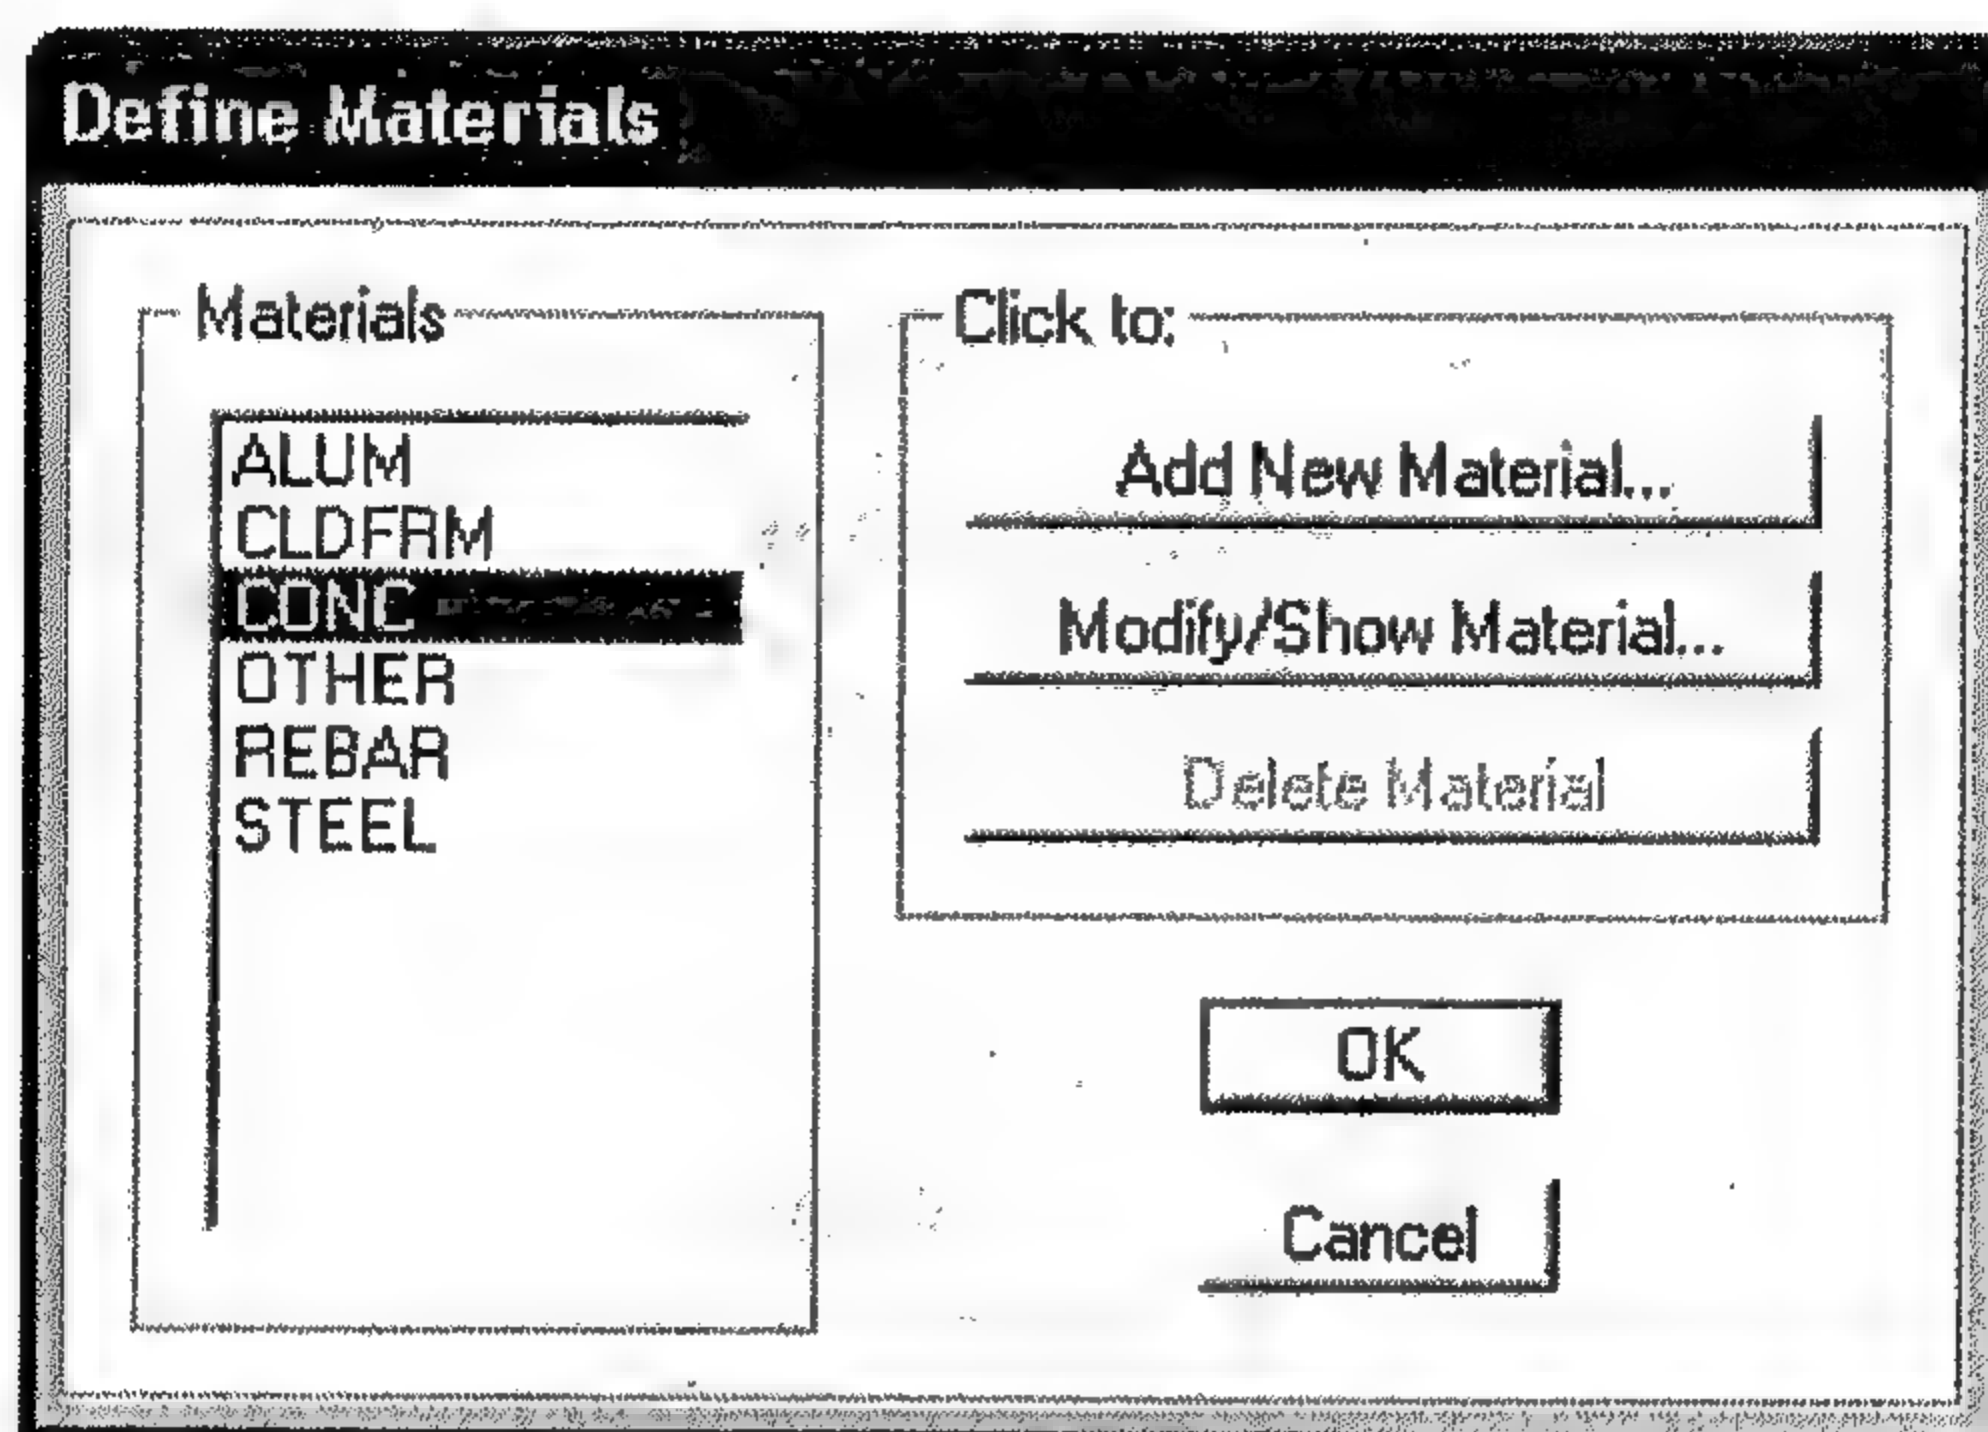 Define Materials
Materials
ALUM
CLDFRM
CONC
OTHER
REBAR
STEEL
Click to:
Add New Material...
Modify/Show Material...
Delete Material
OK
Cancel